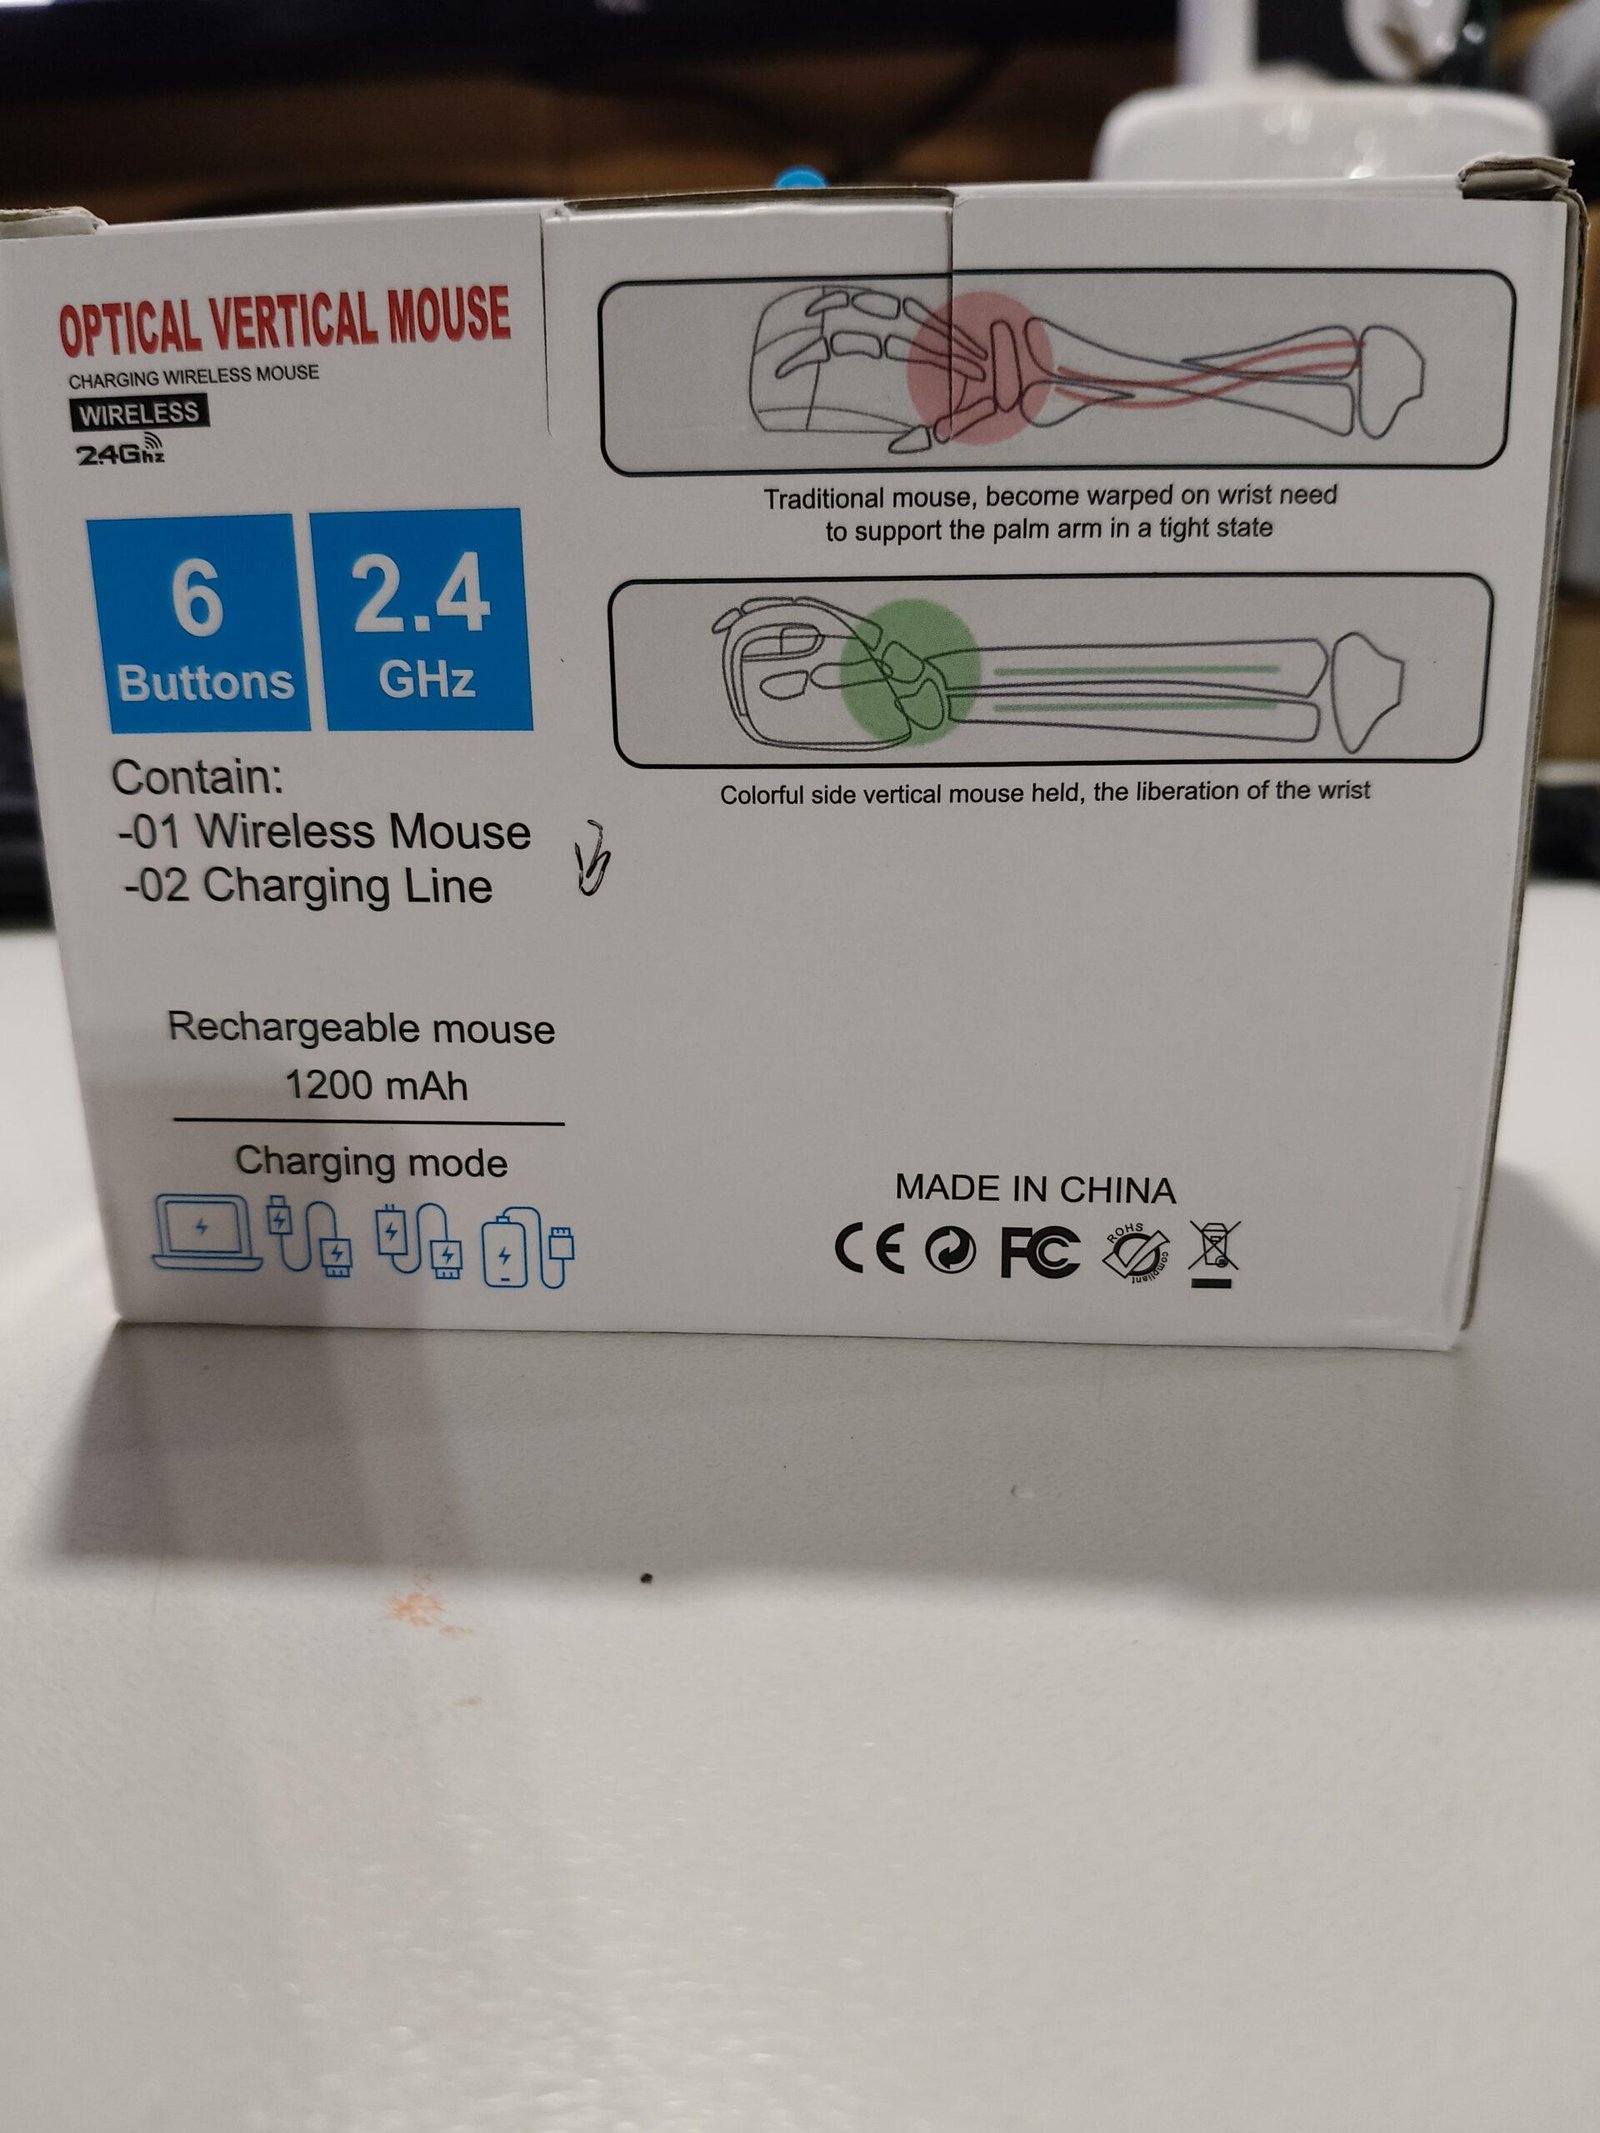 OPTICAL VERTICAL MOUSE
CHARGING WIRELESS MOUSE
WIRELESS
2.4Ghz
6
Buttons
2.4
GHz
Contain:
-01 Wireless Mouse
-02 Charging Line
Rechargeable mouse
1200 mAh
Charging mode
Traditional mouse, become warped on wrist need
to support the palm arm in a tight state
Colorful side vertical mouse held, the liberation of the wrist
MADE IN CHINA
CE FC ROHS compliant